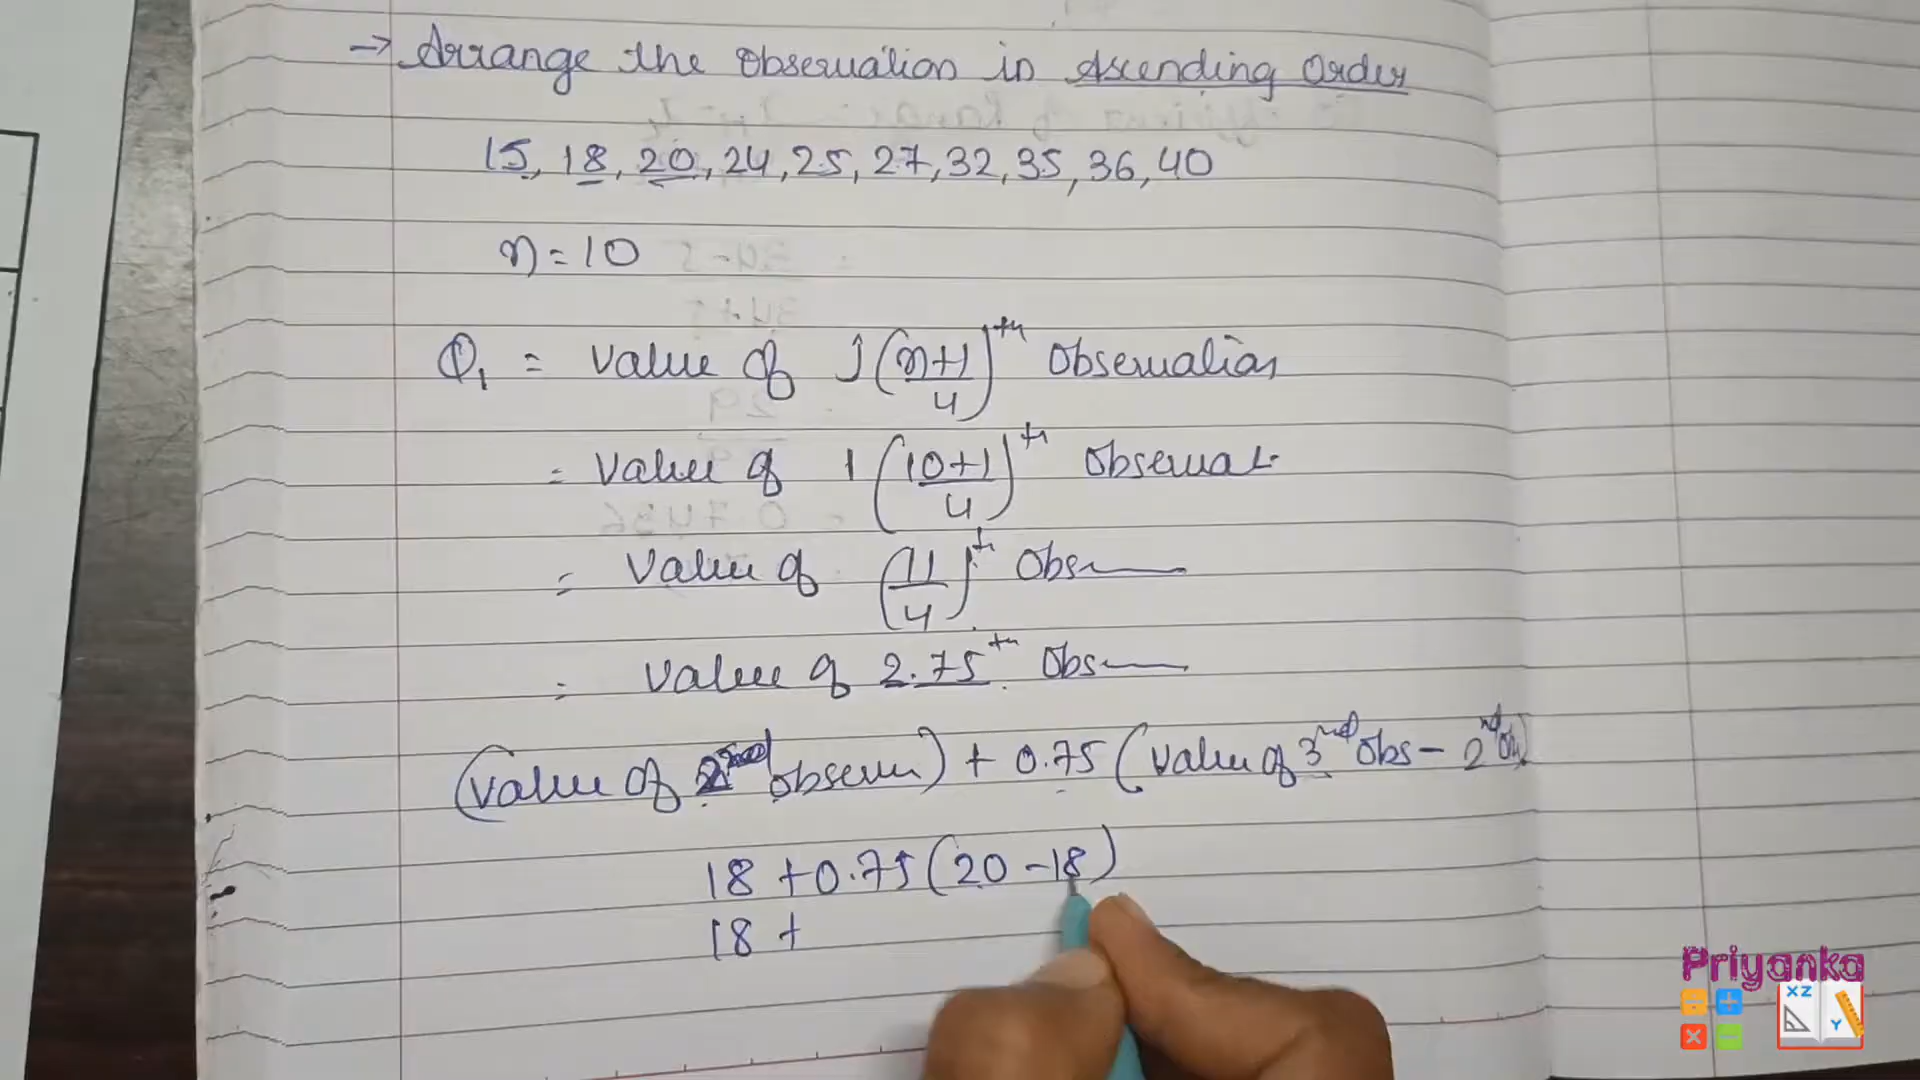 → Arrange the Observation in Ascending Order
15, 18, 20, 24, 25, 27, 32, 35, 36, 40
n = 10
Q₁ = Value of J(n+1/4)th Observation
= Value of 1(10+1/4)th Observat
= Value of (11/4)th Obs
= Value of 2.75th Obs
(Value of 2nd observ) + 0.75 (Value of 3rd Obs - 2nd Obs)
18 + 0.75 (20 - 18)
18 +
Priyanka
XZ
Y